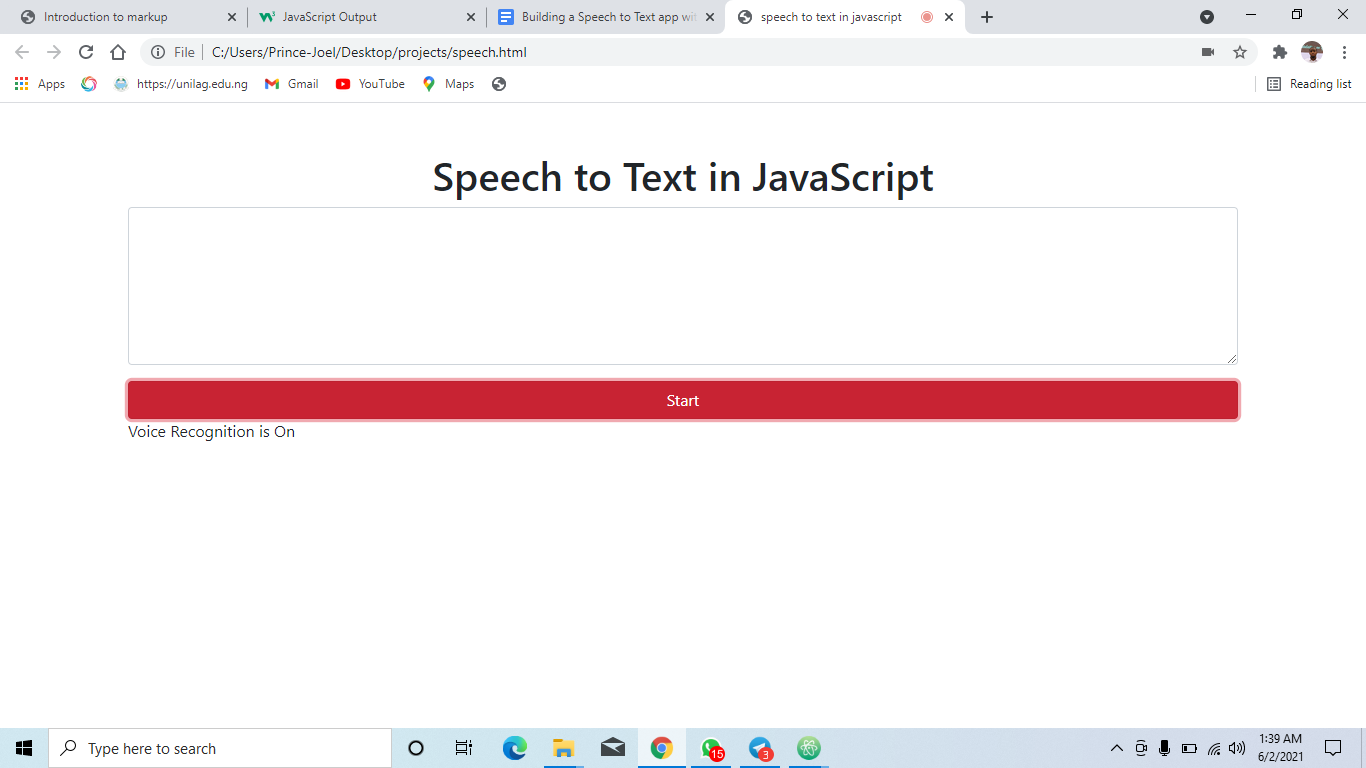 Introduction to markup
JavaScript Output
Building a Speech to Text app wi
speech to text in javascript
File
C:/Users/Prince-Joel/Desktop/projects/speech.html
Apps
https://unilag.edu.ng
Gmail
YouTube
Maps
Reading list
Speech to Text in JavaScript
Start
Voice Recognition is On
Type here to search
15
3
1:39 AM
6/2/2021